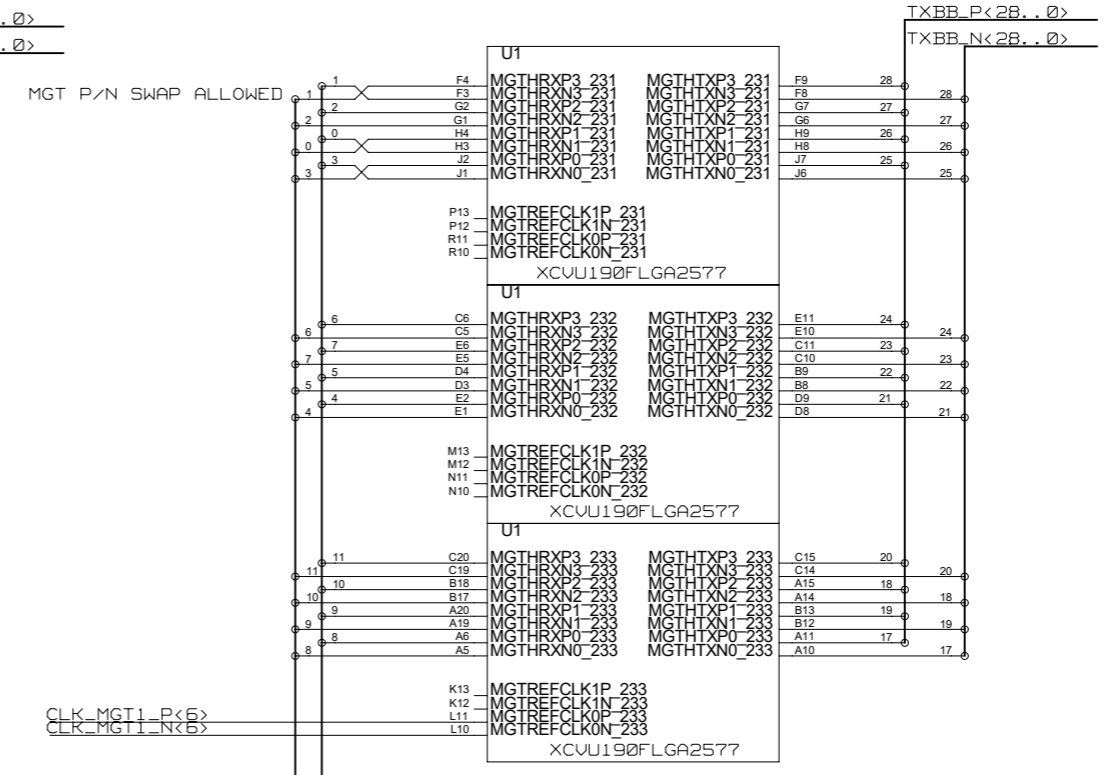 ..0>
..0>
TXBB_P<28..0>
TXBB_N<28..0>
MGT P/N SWAP ALLOWED
U1
1 F4 MGTHRXP3_231 MGTHTXP3_231 F9 28
1 F3 MGTHRXN3_231 MGTHTXN3_231 F8 28
2 G2 MGTHRXP2_231 MGTHTXP2_231 G7 27
2 G1 MGTHRXN2_231 MGTHTXN2_231 G6 27
0 H4 MGTHRXP1_231 MGTHTXP1_231 H9 26
0 H3 MGTHRXN1_231 MGTHTXN1_231 H8 26
3 J2 MGTHRXP0_231 MGTHTXP0_231 J7 25
3 J1 MGTHRXN0_231 MGTHTXN0_231 J6 25
P13 MGTREFCLK1P_231
P12 MGTREFCLK1N_231
R11 MGTREFCLK0P_231
R10 MGTREFCLK0N_231
XCVU190FLGA2577
U1
6 C6 MGTHRXP3_232 MGTHTXP3_232 E11 24
6 C5 MGTHRXN3_232 MGTHTXN3_232 E10 24
7 E6 MGTHRXP2_232 MGTHTXP2_232 C11 23
7 E5 MGTHRXN2_232 MGTHTXN2_232 C10 23
5 D4 MGTHRXP1_232 MGTHTXP1_232 B9 22
5 D3 MGTHRXN1_232 MGTHTXN1_232 B8 22
4 E2 MGTHRXP0_232 MGTHTXP0_232 D9 21
4 E1 MGTHRXN0_232 MGTHTXN0_232 D8 21
M13 MGTREFCLK1P_232
M12 MGTREFCLK1N_232
N11 MGTREFCLK0P_232
N10 MGTREFCLK0N_232
XCVU190FLGA2577
U1
11 C20 MGTHRXP3_233 MGTHTXP3_233 C15 20
11 C19 MGTHRXN3_233 MGTHTXN3_233 C14 20
10 B18 MGTHRXP2_233 MGTHTXP2_233 A15 18
10 B17 MGTHRXN2_233 MGTHTXN2_233 A14 18
9 A20 MGTHRXP1_233 MGTHTXP1_233 B13 19
9 A19 MGTHRXN1_233 MGTHTXN1_233 B12 19
8 A6 MGTHRXP0_233 MGTHTXP0_233 A11 17
8 A5 MGTHRXN0_233 MGTHTXN0_233 A10 17
K13 MGTREFCLK1P_233
K12 MGTREFCLK1N_233
CLK_MGT1_P<6> L11 MGTREFCLK0P_233
CLK_MGT1_N<6> L10 MGTREFCLK0N_233
XCVU190FLGA2577